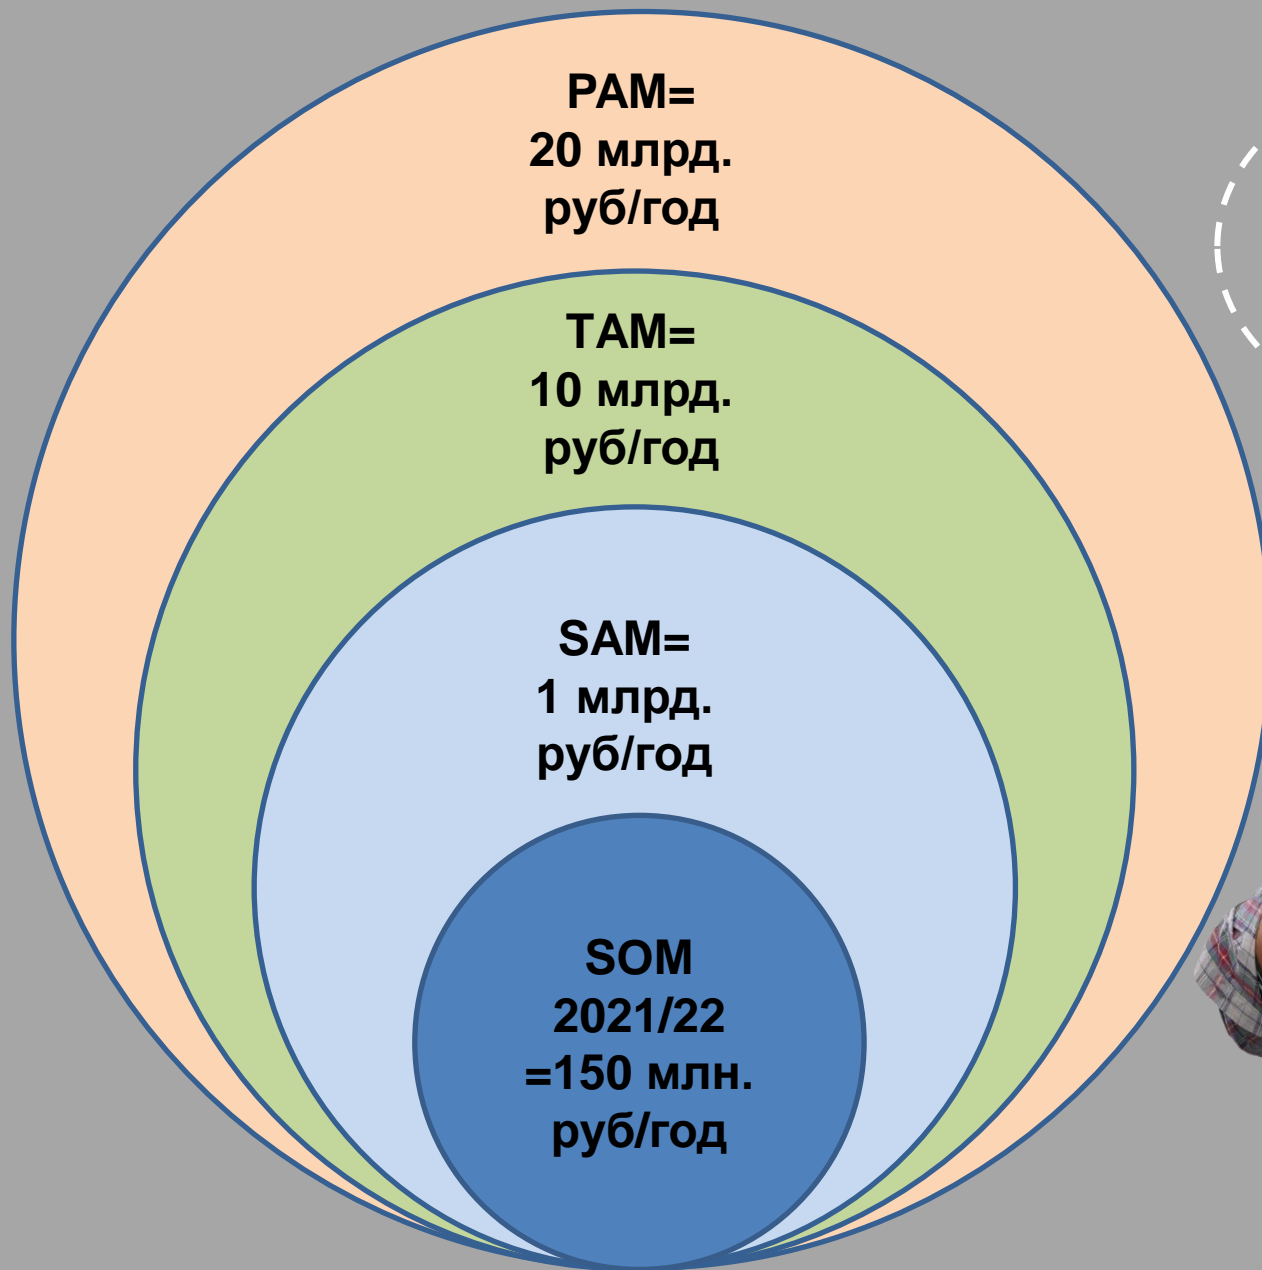 PAM=
20 млрд.
руб/год
TAM=
10 млрд.
руб/год
SAM=
1 млрд.
руб/год
SOM
2021/22
=150 млн.
руб/год